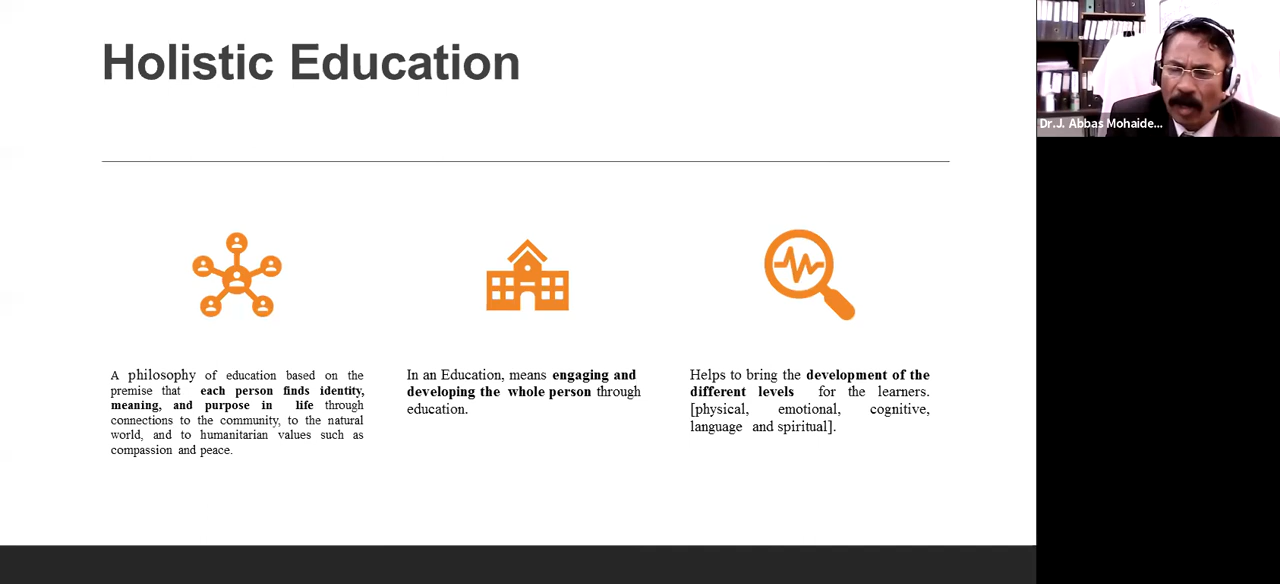 Holistic Education
Dr.J. Abbas Mohaide...
A philosophy of education based on the
premise that each person finds identity,
meaning, and purpose in life through
connections to the community, to the natural
world, and to humanitarian values such as
compassion and peace.
In an Education, means engaging and
developing the whole person through
education.
Helps to bring the development of the
different levels for the learners.
[physical, emotional, cognitive,
language and spiritual].